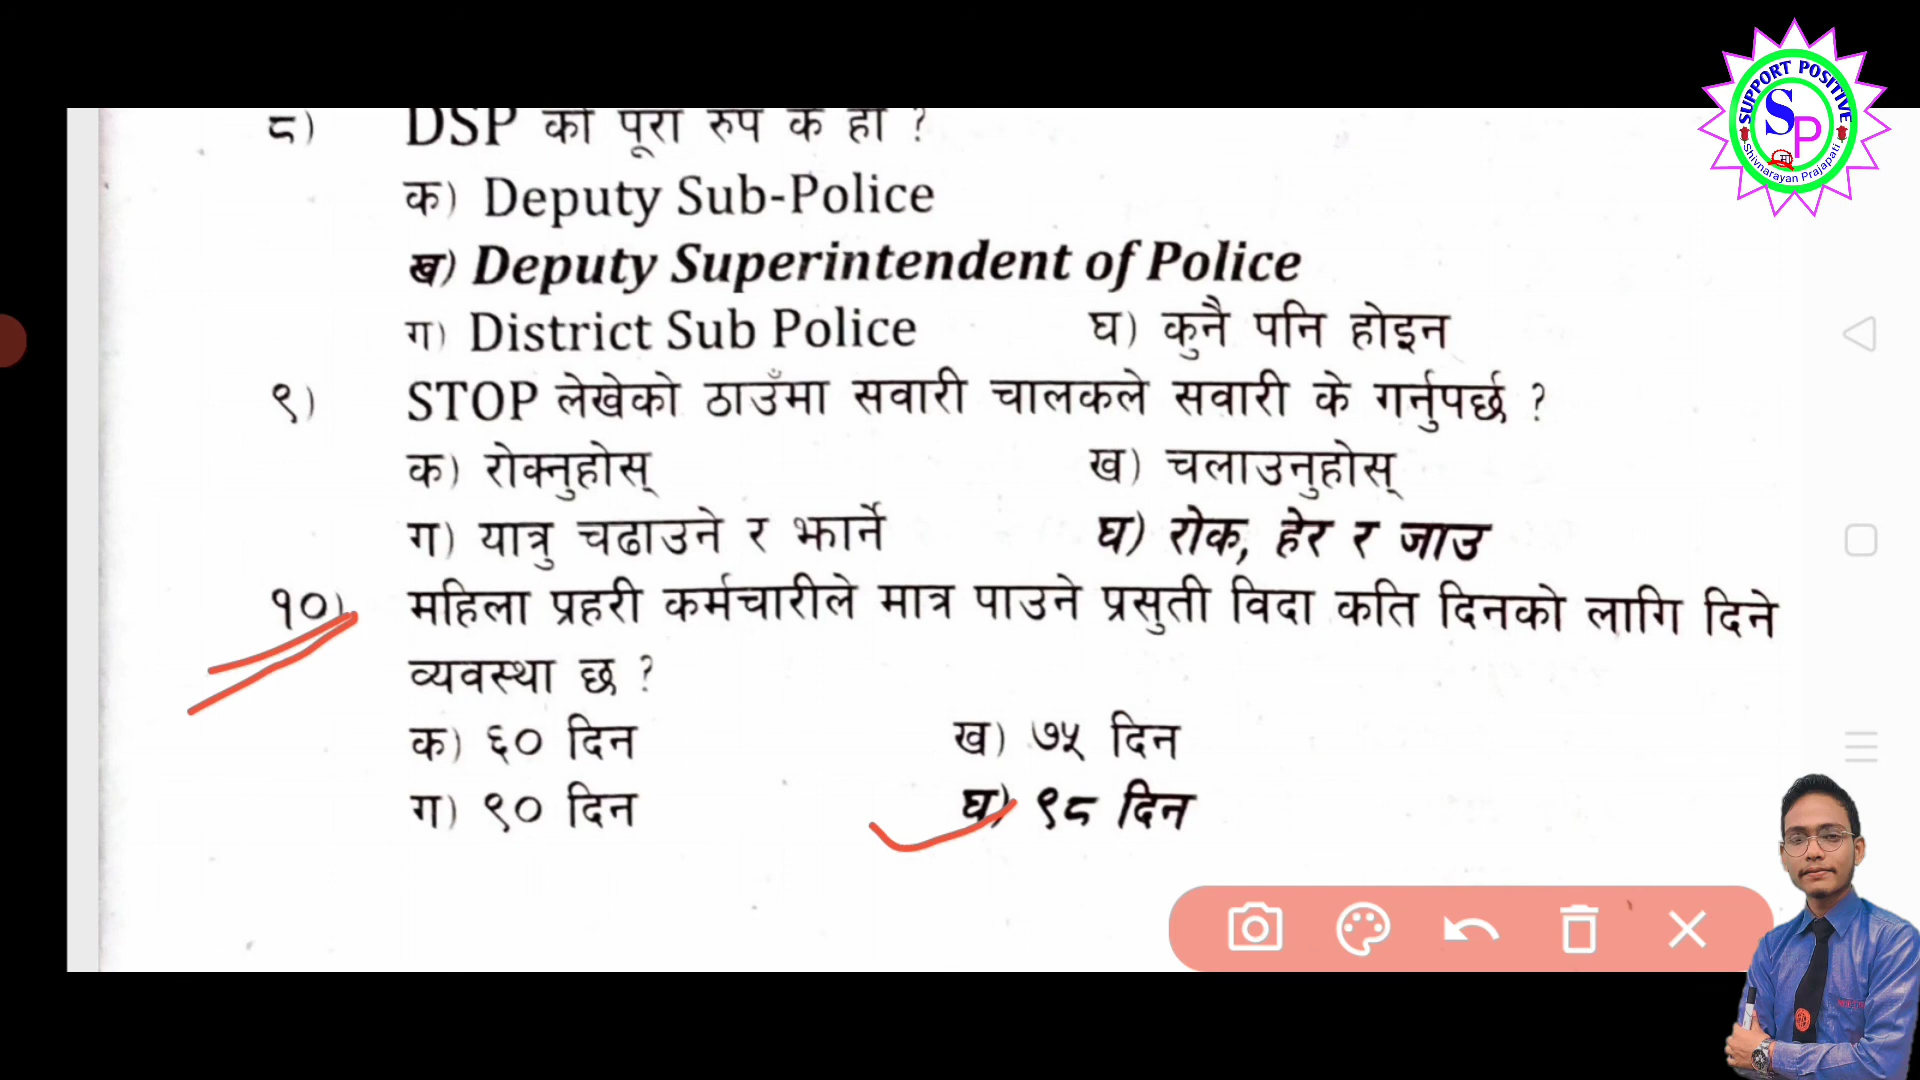 ८) DSP को पूरा रुप के हो ?
क) Deputy Sub-Police
ख) Deputy Superintendent of Police
ग) District Sub Police घ) कुनै पनि होइन
९) STOP लेखेको ठाउँमा सवारी चालकले सवारी के गर्नुपर्छ ?
क) रोक्नुहोस् ख) चलाउनुहोस्
ग) यात्रु चढाउने र झार्ने घ) रोक, हेर र जाउ
१०) महिला प्रहरी कर्मचारीले मात्र पाउने प्रसुती विदा कति दिनको लागि दिने
व्यवस्था छ ?
क) ६० दिन ख) ७५ दिन
ग) ९० दिन घ) ९८ दिन
SUPPORT POSITIVE
SP
Shivnarayan Prajapati